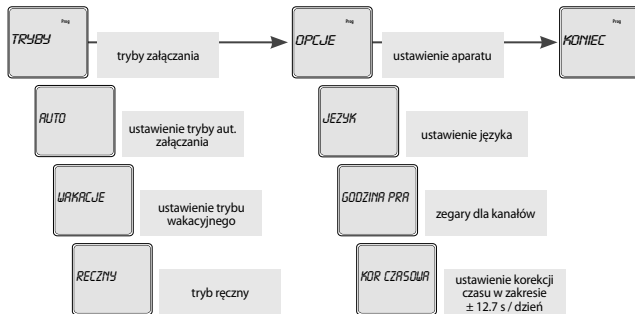 Prog
TRYBY
tryby załączania
Prog
OPCJE
ustawienie aparatu
Prog
KONIEC
AUTO
ustawienie tryby aut.
załączania
JEZYK
ustawienie języka
WAKACJE
ustawienie trybu
wakacyjnego
GODZINA PRA
zegary dla kanałów
RECZNY
tryb ręczny
KOR CZASOWA
ustawienie korekcji
czasu w zakresie
± 12.7 s / dzień